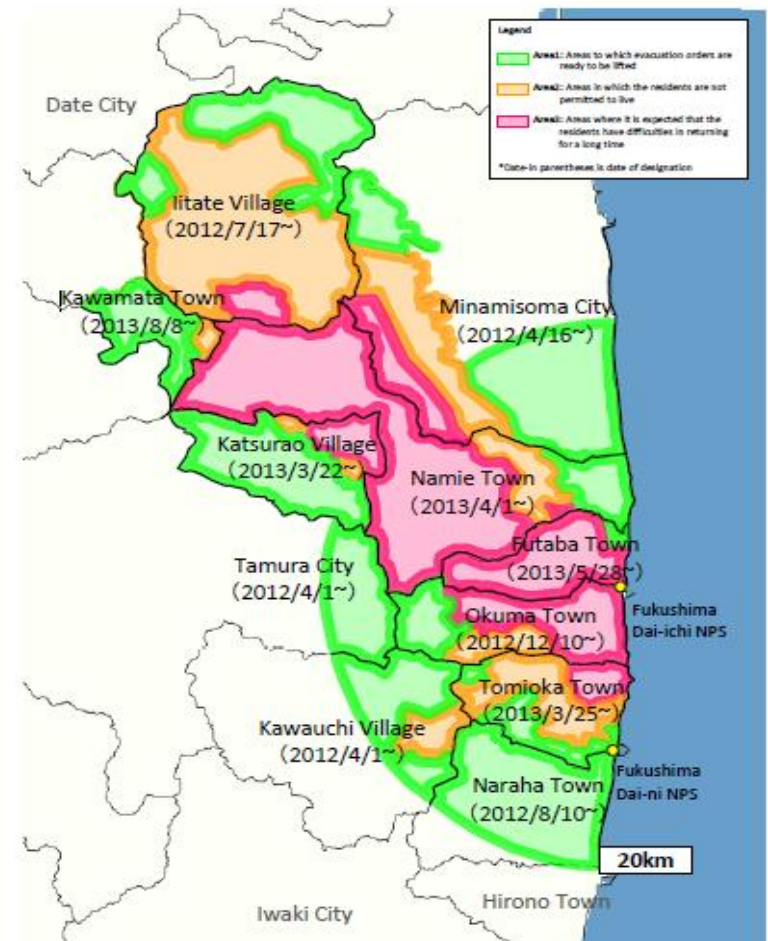 Legend
Area1: Areas to which evacuation orders are
ready to be lifted
Area2: Areas in which the residents are not
permitted to live
Area3: Areas where it is expected that the
residents have difficulties in returning
for a long time
*Date in parentheses is date of designation
Date City
Iitate Village
(2012/7/17~)
Kawamata Town
(2013/8/8~)
Minamisoma City
(2012/4/16~)
Katsurao Village
(2013/3/22~)
Namie Town
(2013/4/1~)
Futaba Town
(2013/5/28~)
Tamura City
(2012/4/1~)
Okuma Town
(2012/12/10~)
Fukushima
Dai-ichi NPS
Tomioka Town
(2013/3/25~)
Kawauchi Village
(2012/4/1~)
Fukushima
Dai-ni NPS
Naraha Town
(2012/8/10~)
20km
Hirono Town
Iwaki City